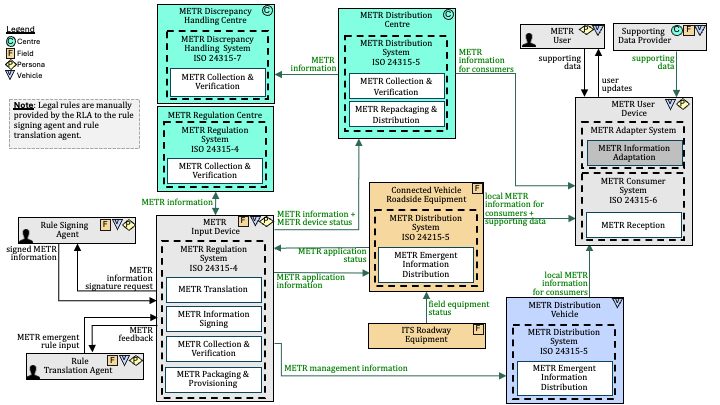 Legend
C Centre
F Field
P Persona
V Vehicle
Note: Legal rules are manually
provided by the RLA to the rule
signing agent and rule
translation agent.
METR Discrepancy
Handling Centre
C
METR Discrepancy
Handling System
ISO 24315-7
METR Collection &
Verification
METR Regulation Centre
METR Regulation
System
ISO 24315-4
METR Collection &
Verification
METR
information
METR Distribution
Centre
C
METR Distribution
System
ISO 24315-5
METR Collection &
Verification
METR Repackaging &
Distribution
METR
information
for consumers
METR
User
P V
Supporting
Data Provider
C F V
supporting
data
user
updates
supporting
data
METR User
Device
V P
METR Adapter System
METR Information
Adaptation
METR Consumer
System
ISO 24315-6
METR Reception
METR information
METR information +
METR device status
Connected Vehicle
Roadside Equipment
F
METR Distribution
System
ISO 24215-5
METR Emergent
Information
Distribution
local METR
information for
consumers +
supporting data
Rule Signing
Agent
F V P
signed METR
information
METR
information
signature request
METR
Input Device
F V P
METR Regulation
System
ISO 24315-4
METR Translation
METR Information
Signing
METR Collection &
Verification
METR Packaging &
Provisioning
METR application
status
METR application
information
field equipment
status
ITS Roadway
Equipment
F
local METR
information
for consumers
METR Distribution
Vehicle
V
METR Distribution
System
ISO 24315-5
METR Emergent
Information
Distribution
METR emergent
rule input
METR
feedback
Rule
Translation Agent
F V P
METR management information